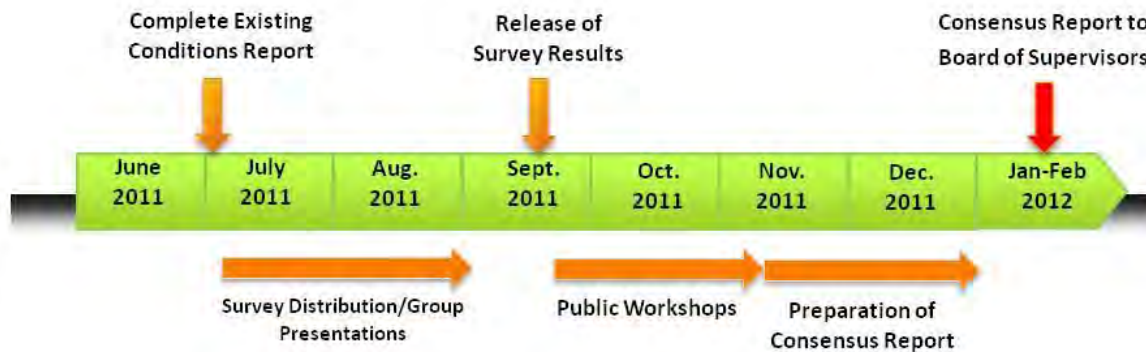 Complete Existing
Conditions Report
Release of
Survey Results
Consensus Report to
Board of Supervisors
June
2011
July
2011
Aug.
2011
Sept.
2011
Oct.
2011
Nov.
2011
Dec.
2011
Jan-Feb
2012
Survey Distribution/Group
Presentations
Public Workshops
Preparation of
Consensus Report